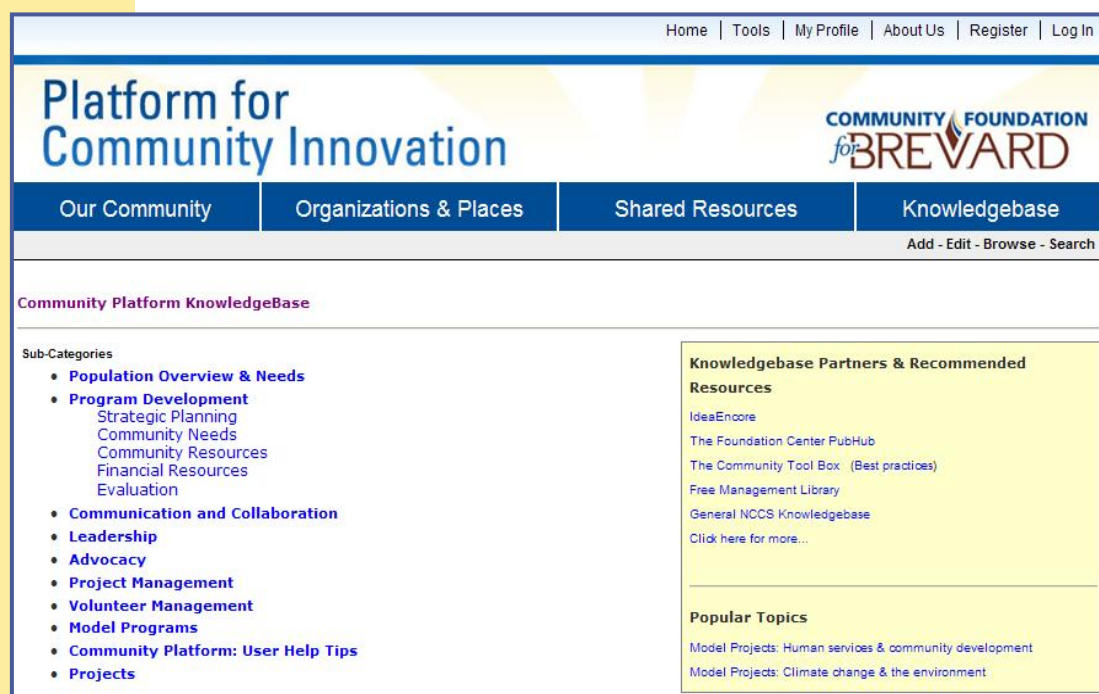 Home | Tools | My Profile | About Us | Register | Log In
Platform for
Community Innovation
COMMUNITY FOUNDATION
for BREVARD
Our Community
Organizations & Places
Shared Resources
Knowledgebase
Add - Edit - Browse - Search
Community Platform KnowledgeBase
Sub-Categories
• Population Overview & Needs
• Program Development
Strategic Planning
Community Needs
Community Resources
Financial Resources
Evaluation
• Communication and Collaboration
• Leadership
• Advocacy
• Project Management
• Volunteer Management
• Model Programs
• Community Platform: User Help Tips
• Projects
Knowledgebase Partners & Recommended
Resources
IdeaEncore
The Foundation Center PubHub
The Community Tool Box (Best practices)
Free Management Library
General NCCS Knowledgebase
Click here for more...
Popular Topics
Model Projects: Human services & community development
Model Projects: Climate change & the environment